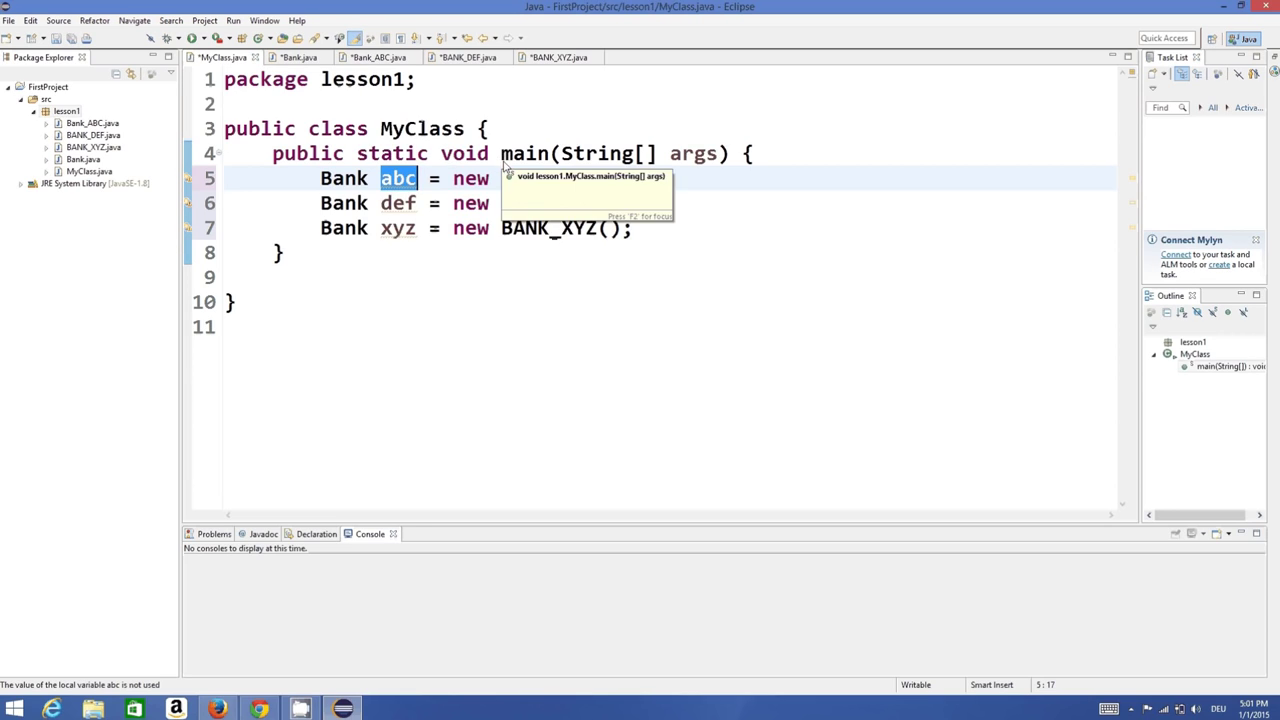 Java - FirstProject/src/lesson1/MyClass.java - Eclipse
File Edit Source Refactor Navigate Search Project Run Window Help
Quick Access
Java
Package Explorer
*MyClass.java
*Bank.java
*Bank_ABC.java
*BANK_DEF.java
*BANK_XYZ.java
Task List
FirstProject
src
lesson1
Bank_ABC.java
BANK_DEF.java
BANK_XYZ.java
Bank.java
MyClass.java
JRE System Library [JavaSE-1.8]
1 package lesson1;
2
3 public class MyClass {
4 public static void main(String[] args) {
5 Bank abc = new
6 Bank def = new
7 Bank xyz = new BANK_XYZ();
8 }
9
10 }
11
void lesson1.MyClass.main(String[] args)
Press 'F2' for focus
Find
All
Activa...
Connect Mylyn
Connect to your task and
ALM tools or create a local
task.
Outline
lesson1
MyClass
main(String[]) : voi
Problems
Javadoc
Declaration
Console
No consoles to display at this time.
The value of the local variable abc is not used
Writable
Smart Insert
5 : 17
DEU
5:01 PM
1/1/2015